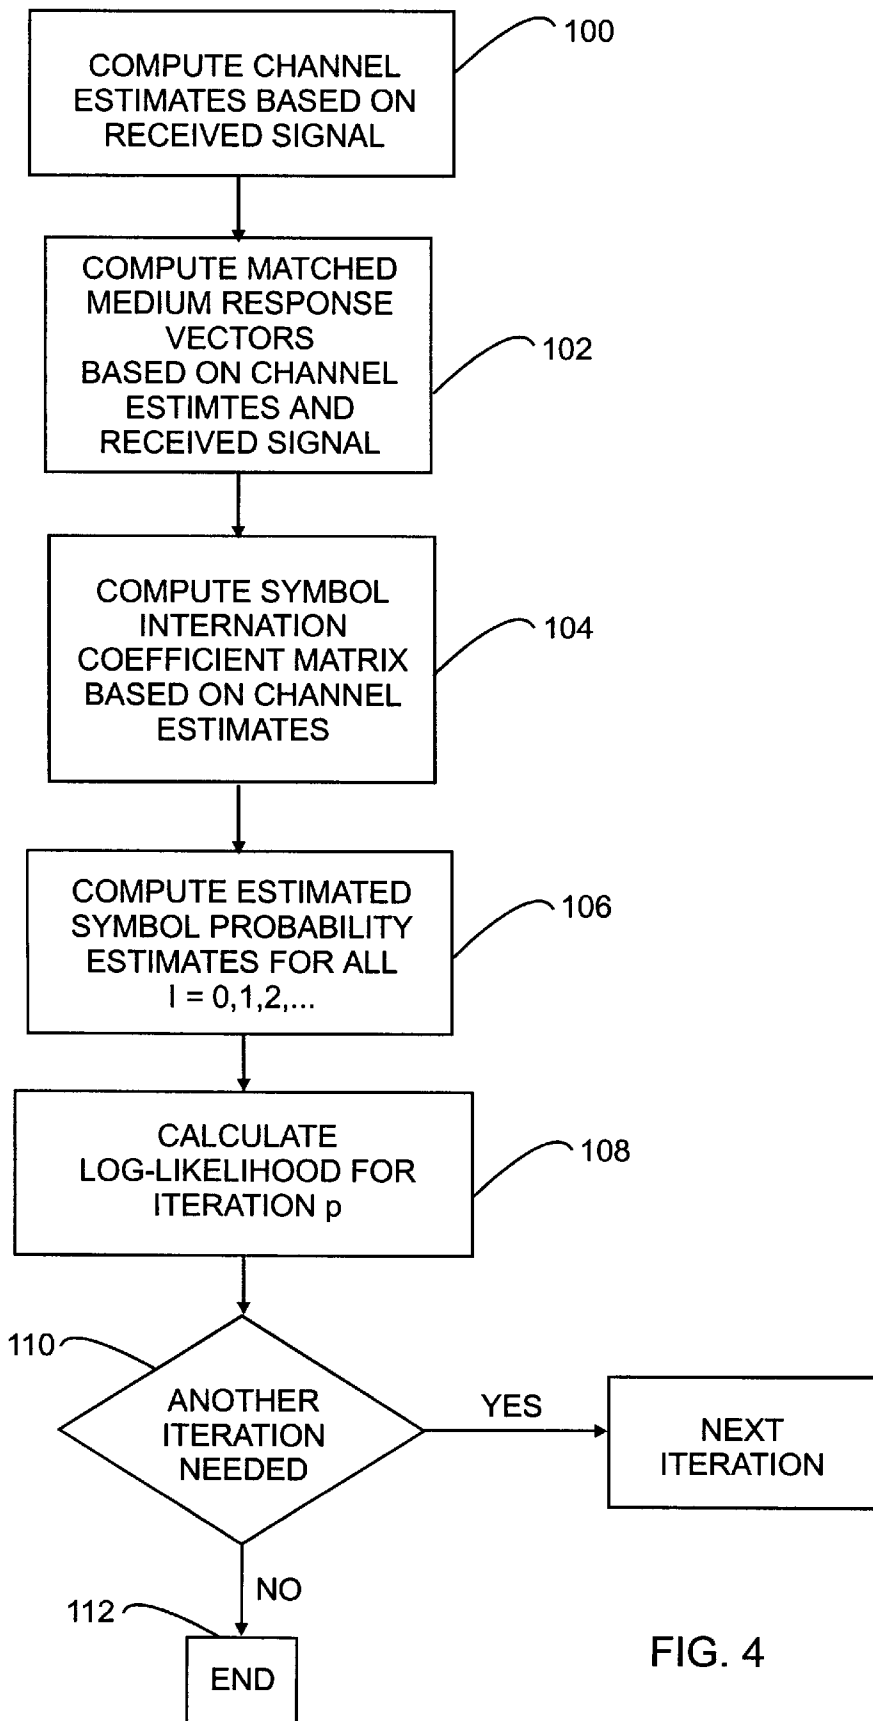 100
COMPUTE CHANNEL
ESTIMATES BASED ON
RECEIVED SIGNAL
COMPUTE MATCHED
MEDIUM RESPONSE
VECTORS
BASED ON CHANNEL
ESTIMTES AND
RECEIVED SIGNAL
102
COMPUTE SYMBOL
INTERNATION
COEFFICIENT MATRIX
BASED ON CHANNEL
ESTIMATES
104
COMPUTE ESTIMATED
SYMBOL PROBABILITY
ESTIMATES FOR ALL
I = 0,1,2,...
106
CALCULATE
LOG-LIKELIHOOD FOR
ITERATION p
108
110
ANOTHER
ITERATION
NEEDED
YES
NEXT
ITERATION
NO
112
END
FIG. 4